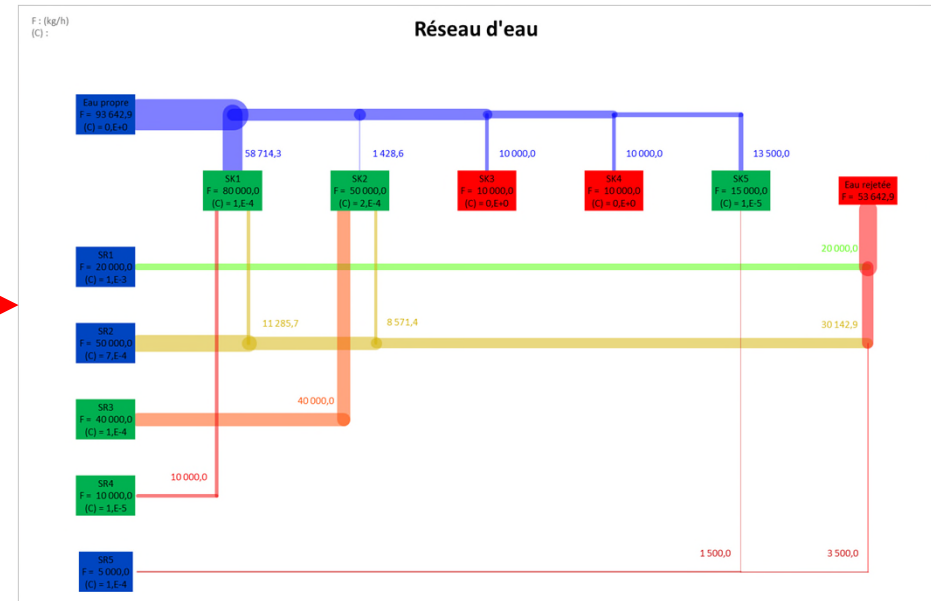 F : (kg/h)
(C) :
Réseau d'eau
Eau propre
F = 93 642,9
(C) = 0,E+0
58 714,3
1 428,6
10 000,0
10 000,0
13 500,0
SK1
F = 80 000,0
(C) = 1,E-4
SK2
F = 50 000,0
(C) = 2,E-4
SK3
F = 10 000,0
(C) = 0,E+0
SK4
F = 10 000,0
(C) = 0,E+0
SK5
F = 15 000,0
(C) = 1,E-5
Eau rejetée
F = 53 642,9
SR1
F = 20 000,0
(C) = 1,E-3
20 000,0
SR2
F = 50 000,0
(C) = 7,E-4
11 285,7
8 571,4
30 142,9
SR3
F = 40 000,0
(C) = 1,E-4
40 000,0
SR4
F = 10 000,0
(C) = 1,E-5
10 000,0
SR5
F = 5 000,0
(C) = 1,E-4
1 500,0
3 500,0